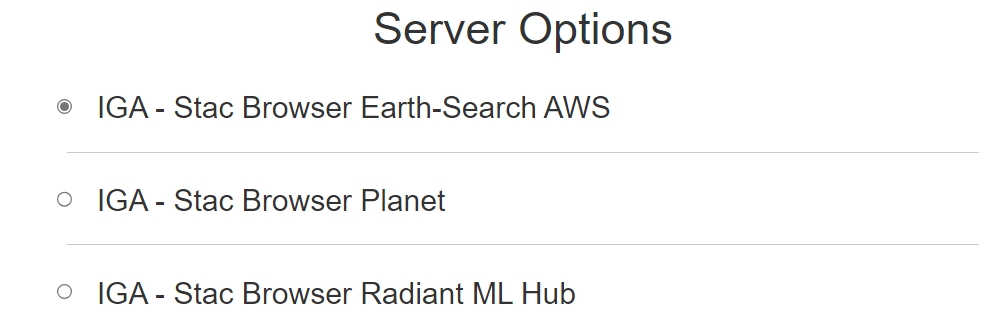 Server Options
IGA - Stac Browser Earth-Search AWS
IGA - Stac Browser Planet
IGA - Stac Browser Radiant ML Hub